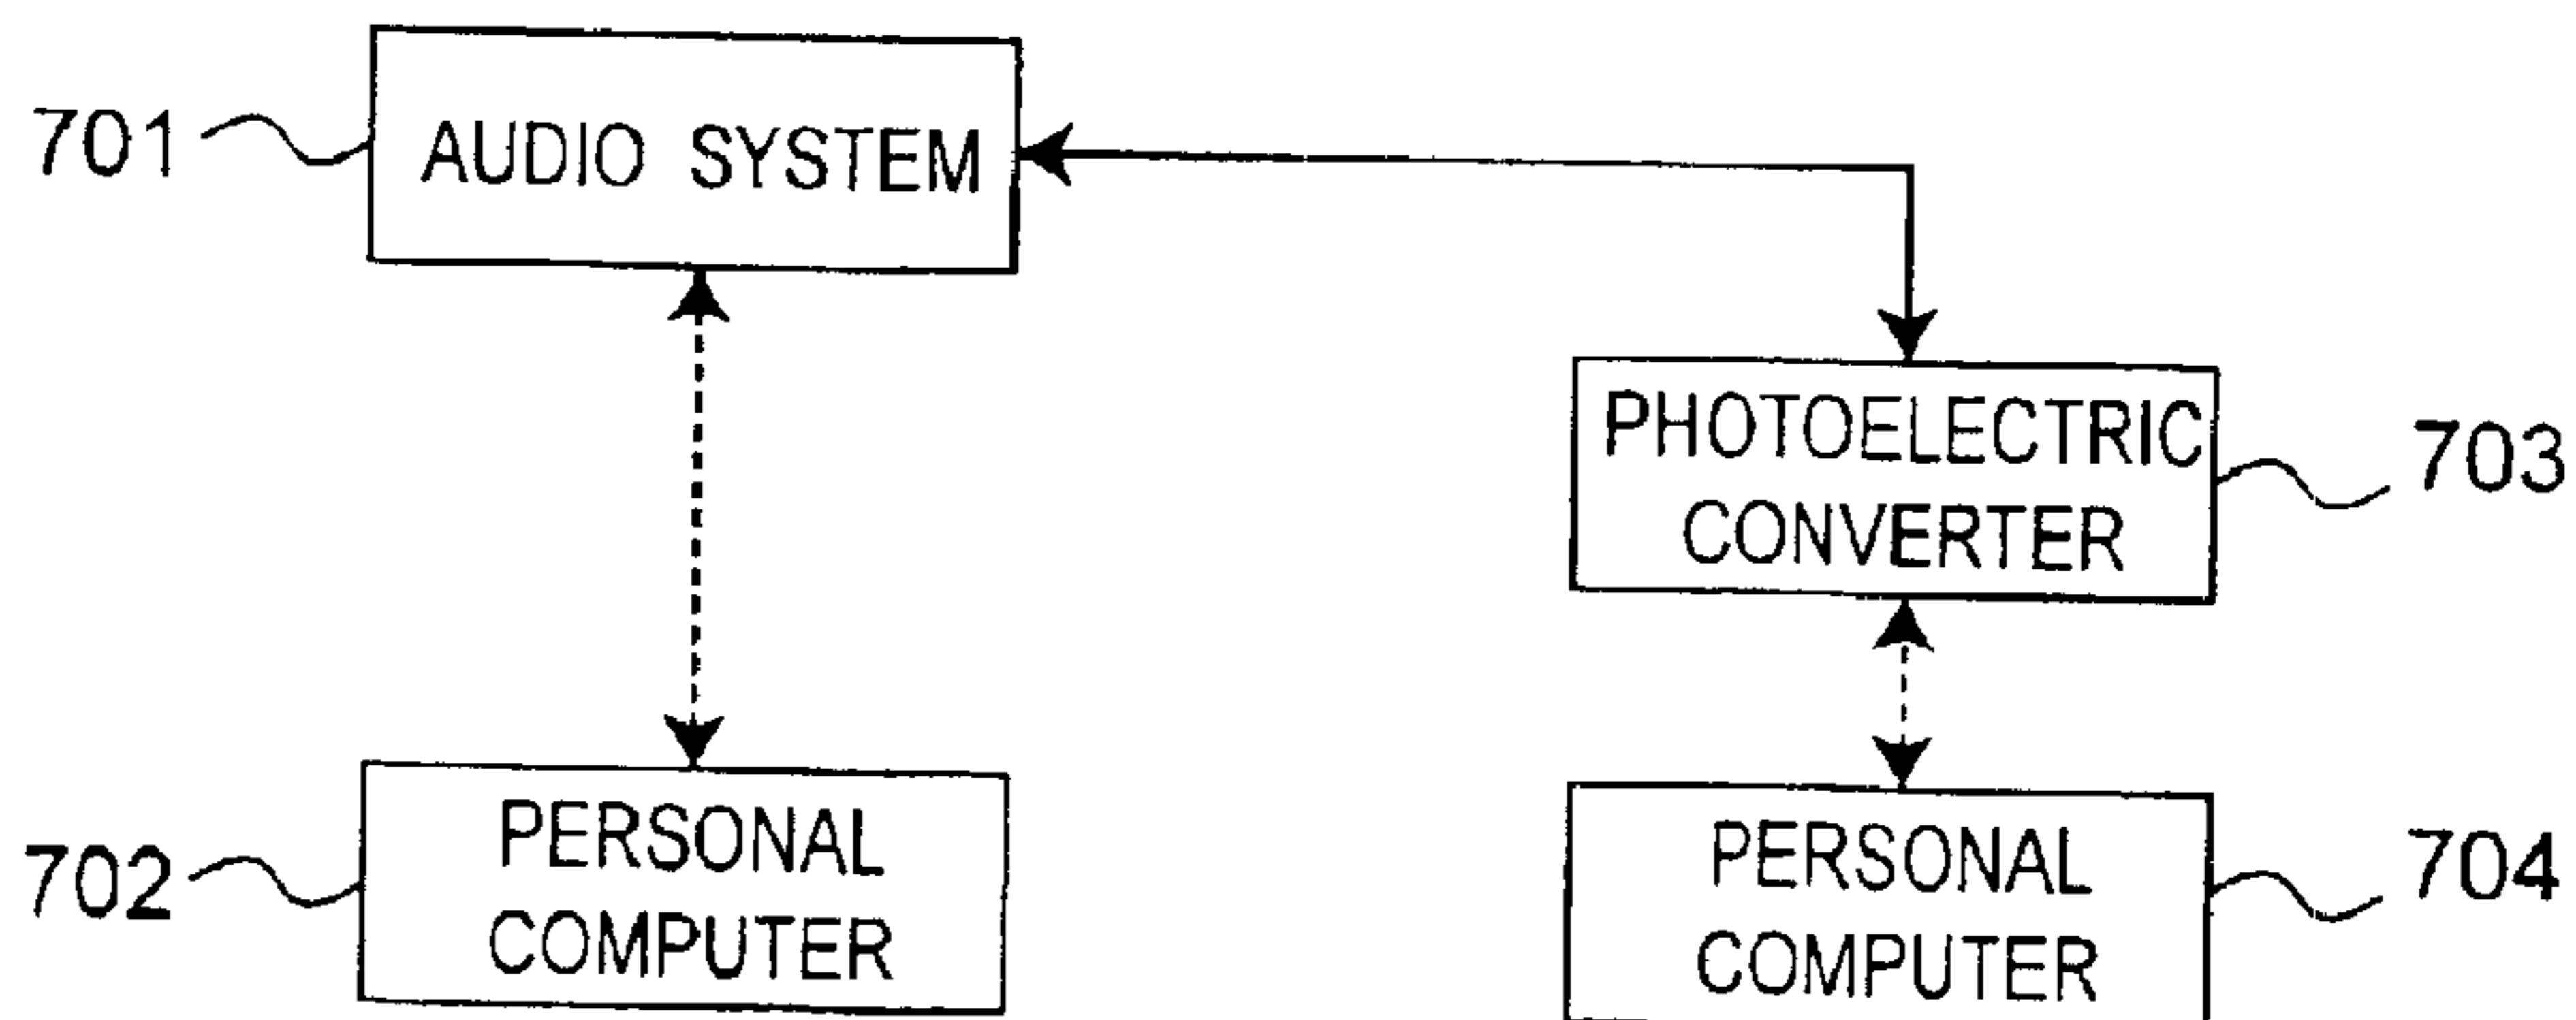 701
AUDIO SYSTEM
PHOTOELECTRIC
CONVERTER
703
702
PERSONAL
COMPUTER
PERSONAL
COMPUTER
704